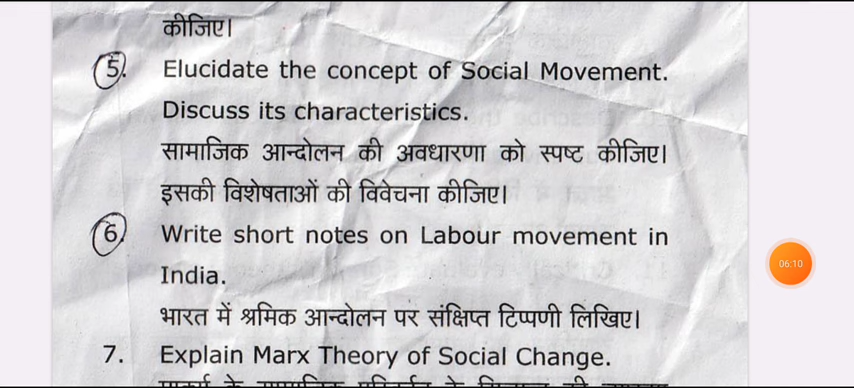 कीजिए।
5. Elucidate the concept of Social Movement.
Discuss its characteristics.
सामाजिक आन्दोलन की अवधारणा को स्पष्ट कीजिए।
इसकी विशेषताओं की विवेचना कीजिए।
6. Write short notes on Labour movement in
India.
भारत में श्रमिक आन्दोलन पर संक्षिप्त टिप्पणी लिखिए।
06:10
7. Explain Marx Theory of Social Change.